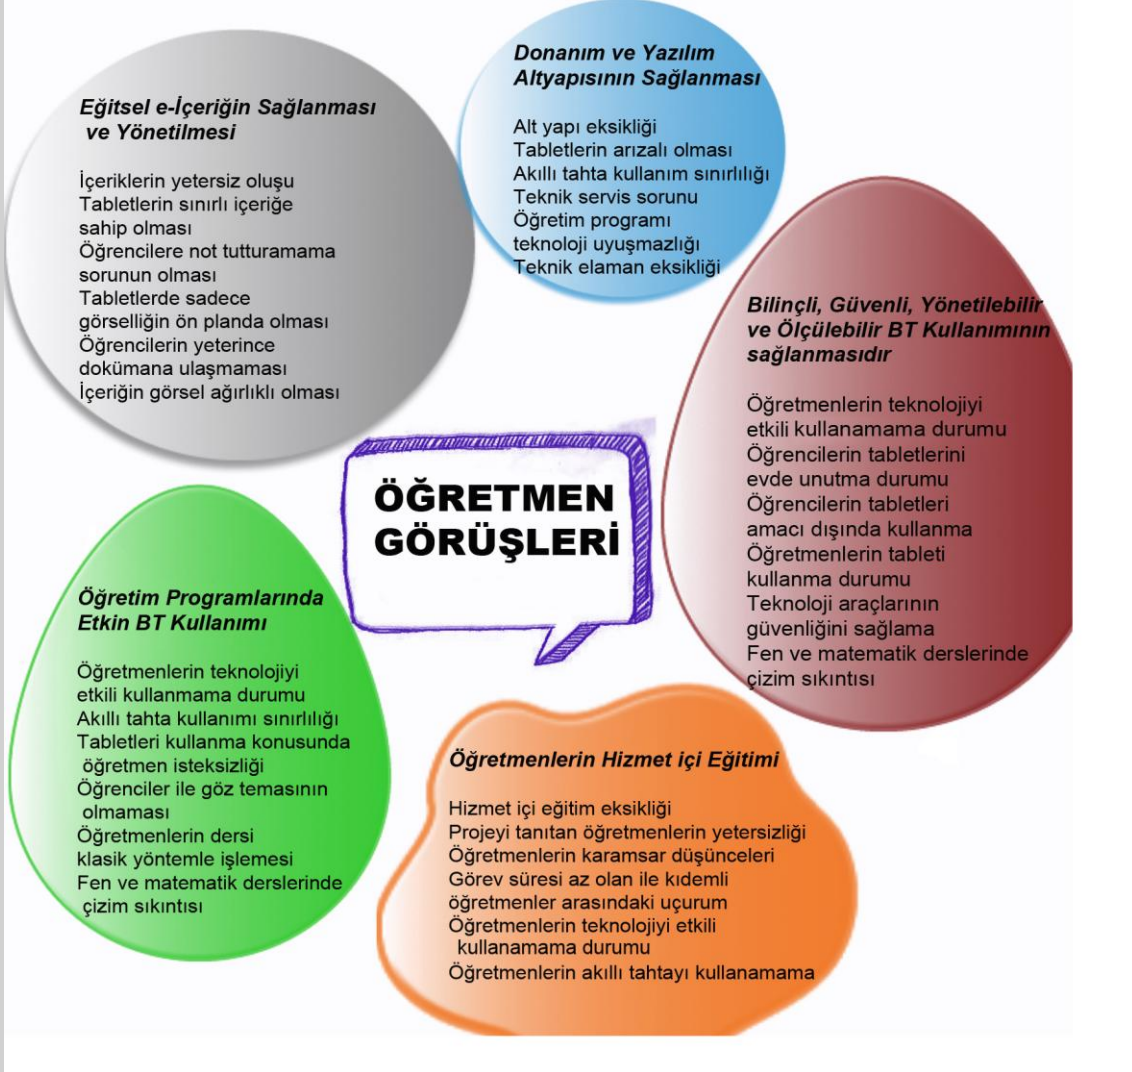 Eğitsel e-İçeriğin Sağlanması
ve Yönetilmesi
İçeriklerin yetersiz oluşu
Tabletlerin sınırlı içeriğe
sahip olması
Öğrencilere not tutturamama
sorunun olması
Tabletlerde sadece
görselliğin ön planda olması
Öğrencilerin yeterince
dokümana ulaşmaması
İçeriğin görsel ağırlıklı olması
Donanım ve Yazılım
Altyapısının Sağlanması
Alt yapı eksikliği
Tabletlerin arızalı olması
Akıllı tahta kullanım sınırlılığı
Teknik servis sorunu
Öğretim programı
teknoloji uyuşmazlığı
Teknik elaman eksikliği
Bilinçli, Güvenli, Yönetilebilir
ve Ölçülebilir BT Kullanımının
sağlanmasıdır
Öğretmenlerin teknolojiyi
etkili kullanamama durumu
Öğrencilerin tabletlerini
evde unutma durumu
Öğrencilerin tabletleri
amacı dışında kullanma
Öğretmenlerin tableti
kullanma durumu
Teknoloji araçlarının
güvenliğini sağlama
Fen ve matematik derslerinde
çizim sıkıntısı
ÖĞRETMEN
GÖRÜŞLERİ
Öğretim Programlarında
Etkin BT Kullanımı
Öğretmenlerin teknolojiyi
etkili kullanmama durumu
Akıllı tahta kullanımı sınırlılığı
Tabletleri kullanma konusunda
öğretmen isteksizliği
Öğrenciler ile göz temasının
olmaması
Öğretmenlerin dersi
klasik yöntemle işlemesi
Fen ve matematik derslerinde
çizim sıkıntısı
Öğretmenlerin Hizmet içi Eğitimi
Hizmet içi eğitim eksikliği
Projeyi tanıtan öğretmenlerin yetersizliği
Öğretmenlerin karamsar düşünceleri
Görev süresi az olan ile kıdemli
öğretmenler arasındaki uçurum
Öğretmenlerin teknolojiyi etkili
kullanamama durumu
Öğretmenlerin akıllı tahtayı kullanamama